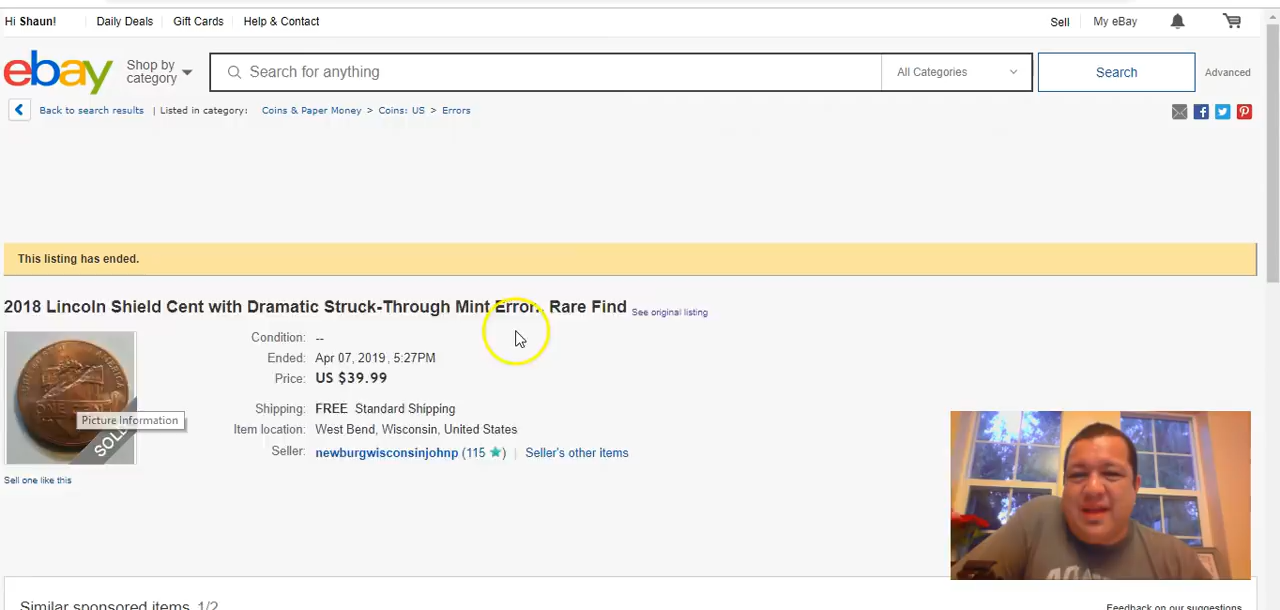 Hi Shaun! Daily Deals Gift Cards Help & Contact Sell My eBay
ebay Shop by category Search for anything All Categories Search Advanced
Back to search results | Listed in category: Coins & Paper Money > Coins: US > Errors
This listing has ended.
2018 Lincoln Shield Cent with Dramatic Struck-Through Mint Error. Rare Find See original listing
Condition: --
Ended: Apr 07, 2019 , 5:27PM
Price: US $39.99
Shipping: FREE Standard Shipping
Item location: West Bend, Wisconsin, United States
Seller: newburgwisconsinjohnp (115 ) | Seller's other items
ONE CENT
Picture Information
SOLD
Sell one like this
Similar sponsored items 1/2 Feedback on our suggestions